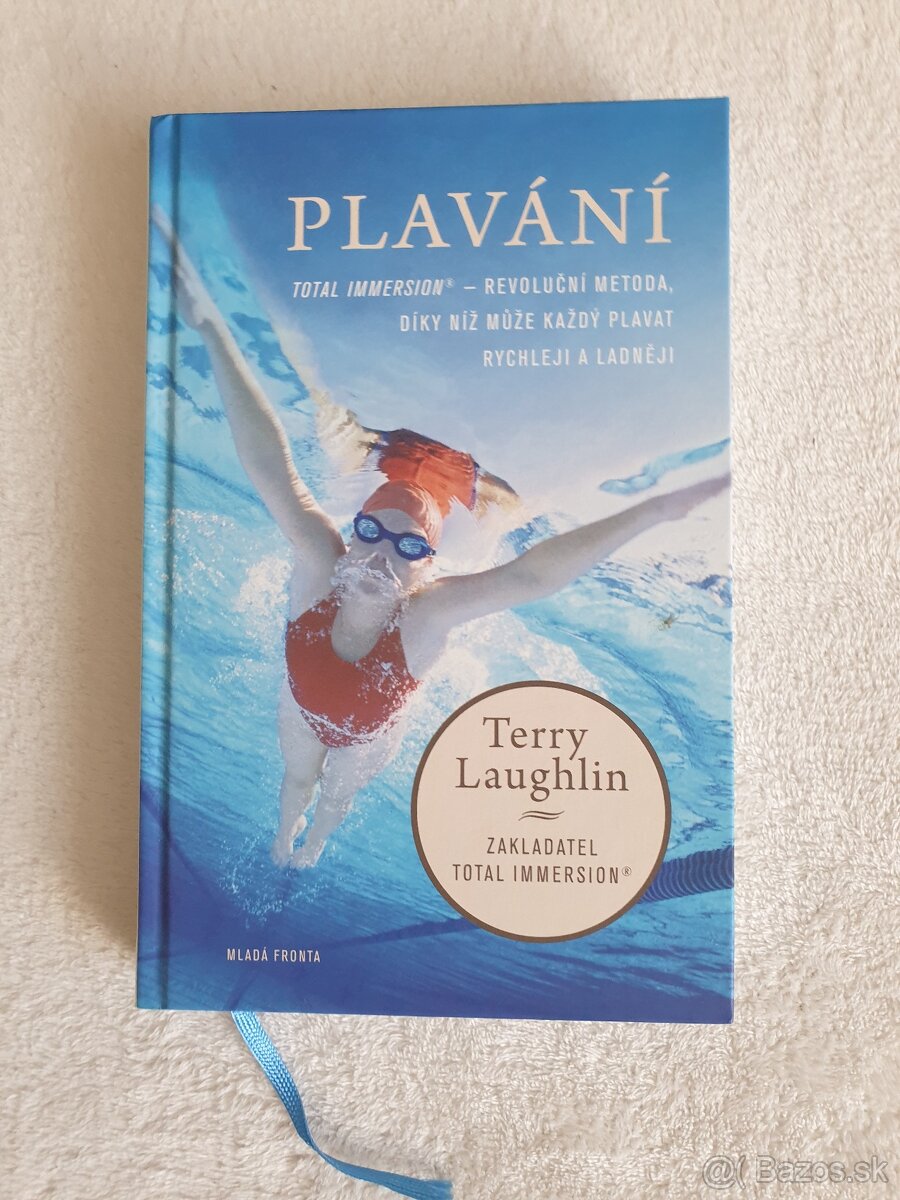 PLAVÁNÍ
TOTAL IMMERSION® – REVOLUČNÍ METODA,
DÍKY NÍŽ MŮŽE KAŽDÝ PLAVAT
RYCHLEJI A LADNĚJI
Terry
Laughlin
ZAKLADATEL
TOTAL IMMERSION®
MLADÁ FRONTA
@( Bazos.sk